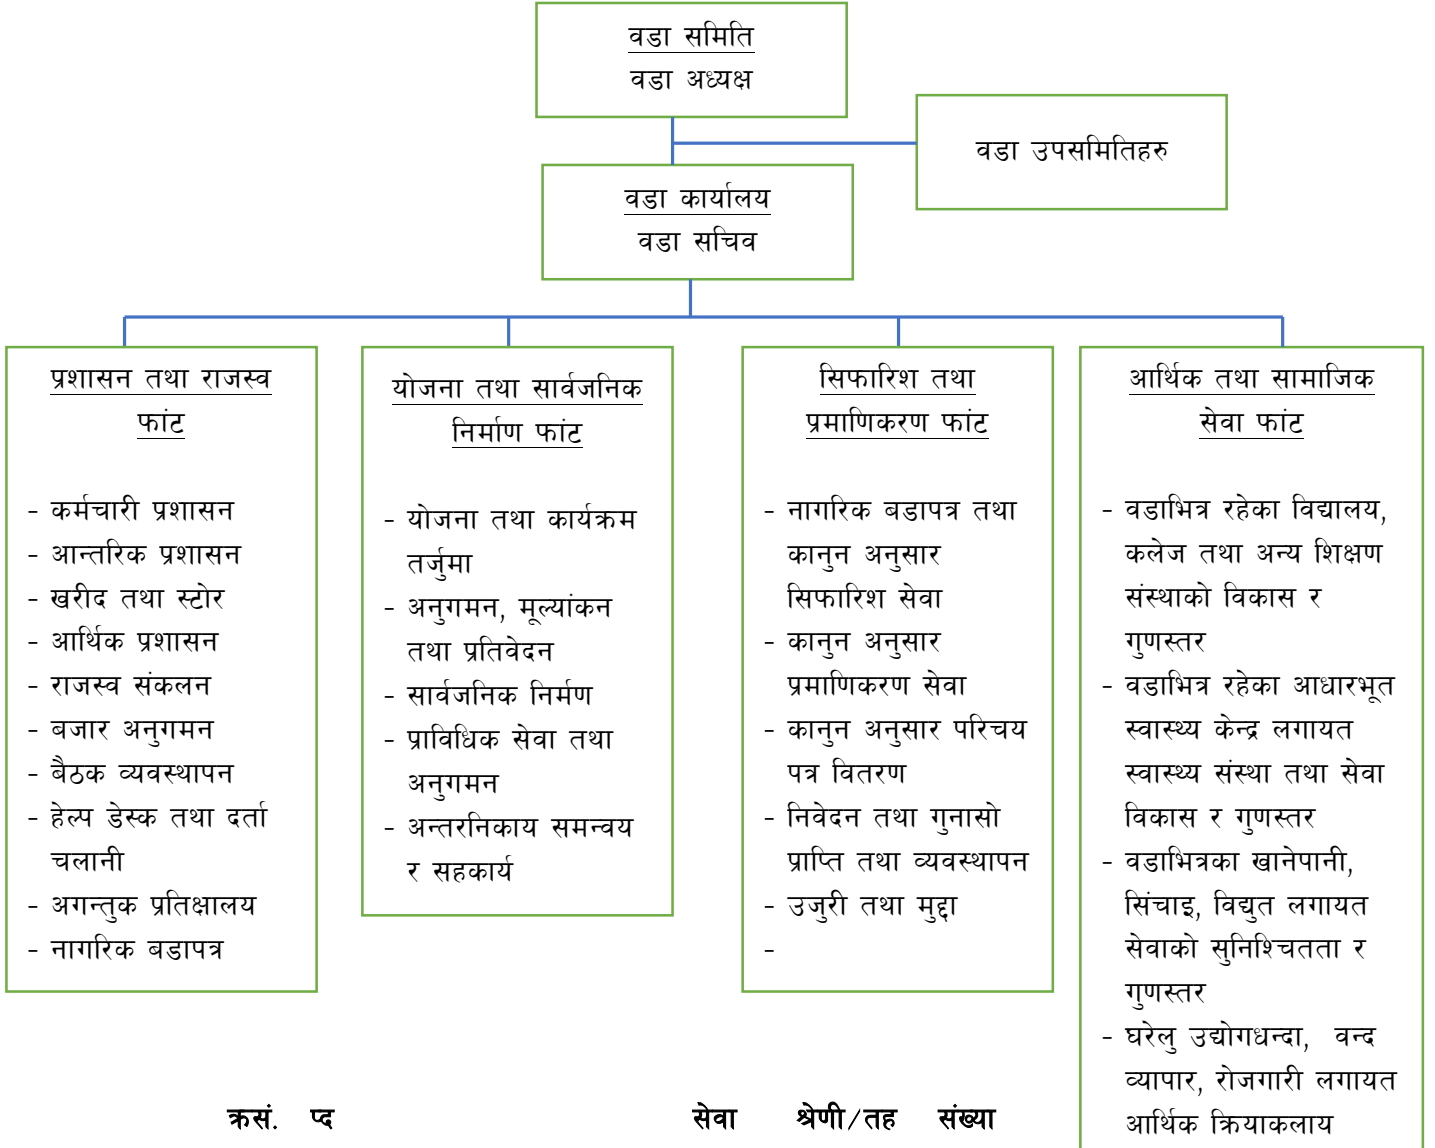 वडा समिति
वडा अध्यक्ष
वडा उपसमितिहरु
वडा कार्यालय
वडा सचिव
प्रशासन तथा राजस्व
फांट
- कर्मचारी प्रशासन
- आन्तरिक प्रशासन
- खरीद तथा स्टोर
- आर्थिक प्रशासन
- राजस्व संकलन
- बजार अनुगमन
- बैठक व्यवस्थापन
- हेल्प डेस्क तथा दर्ता
चलानी
- अगन्तुक प्रतिक्षालय
- नागरिक बडापत्र
योजना तथा सार्वजनिक
निर्माण फांट
- योजना तथा कार्यक्रम
तर्जुमा
- अनुगमन, मूल्यांकन
तथा प्रतिवेदन
- सार्वजनिक निर्मण
- प्राविधिक सेवा तथा
अनुगमन
- अन्तरनिकाय समन्वय
र सहकार्य
सिफारिश तथा
प्रमाणिकरण फांट
- नागरिक बडापत्र तथा
कानुन अनुसार
सिफारिश सेवा
- कानुन अनुसार
प्रमाणिकरण सेवा
- कानुन अनुसार परिचय
पत्र वितरण
- निवेदन तथा गुनासो
प्राप्ति तथा व्यवस्थापन
- उजुरी तथा मुद्दा
-
आर्थिक तथा सामाजिक
सेवा फांट
- वडाभित्र रहेका विद्यालय,
कलेज तथा अन्य शिक्षण
संस्थाको विकास र
गुणस्तर
- वडाभित्र रहेका आधारभूत
स्वास्थ्य केन्द्र लगायत
स्वास्थ्य संस्था तथा सेवा
विकास र गुणस्तर
- वडाभित्रका खानेपानी,
सिंचाइ, विद्युत लगायत
सेवाको सुनिश्चितता र
गुणस्तर
- घरेलु उद्योगधन्दा, वन्द
व्यापार, रोजगारी लगायत
आर्थिक क्रियाकलाय
क्रसं. प्द सेवा श्रेणी/तह संख्या